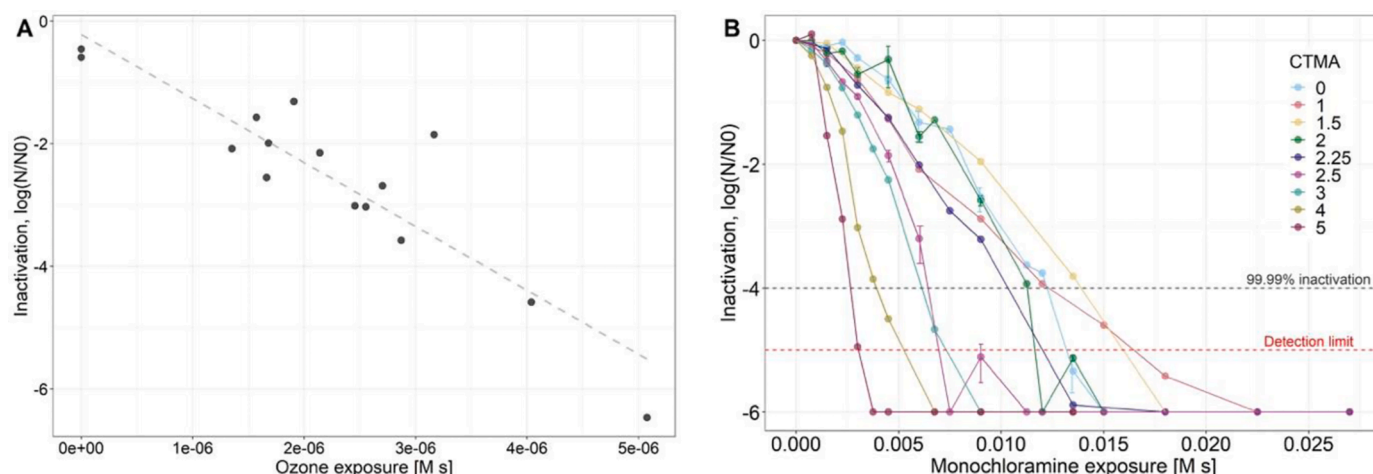 A
Inactivation, log(N/N0)
0
-2
-4
-6
0e+00
1e-06
2e-06
3e-06
4e-06
5e-06
Ozone exposure [M s]
B
Inactivation, log(N/N0)
0
-2
-4
-6
CTMA
0
1
1.5
2
2.25
2.5
3
4
5
99.99% inactivation
Detection limit
0.000
0.005
0.010
0.015
0.020
0.025
Monochloramine exposure [M s]